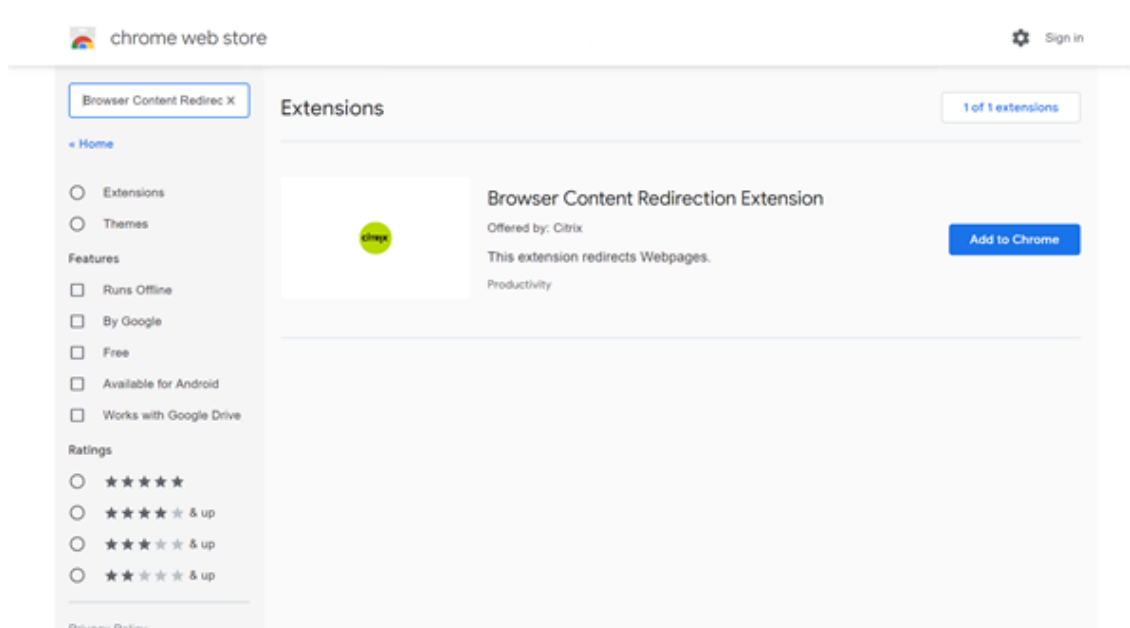 chrome web store
Sign in
Browser Content Redirec X
Extensions
1 of 1 extensions
« Home
Extensions
Themes
Features
Runs Offline
By Google
Free
Available for Android
Works with Google Drive
Ratings
& up
& up
& up
Privacy Policy
citrix
Browser Content Redirection Extension
Offered by: Citrix
This extension redirects Webpages.
Productivity
Add to Chrome